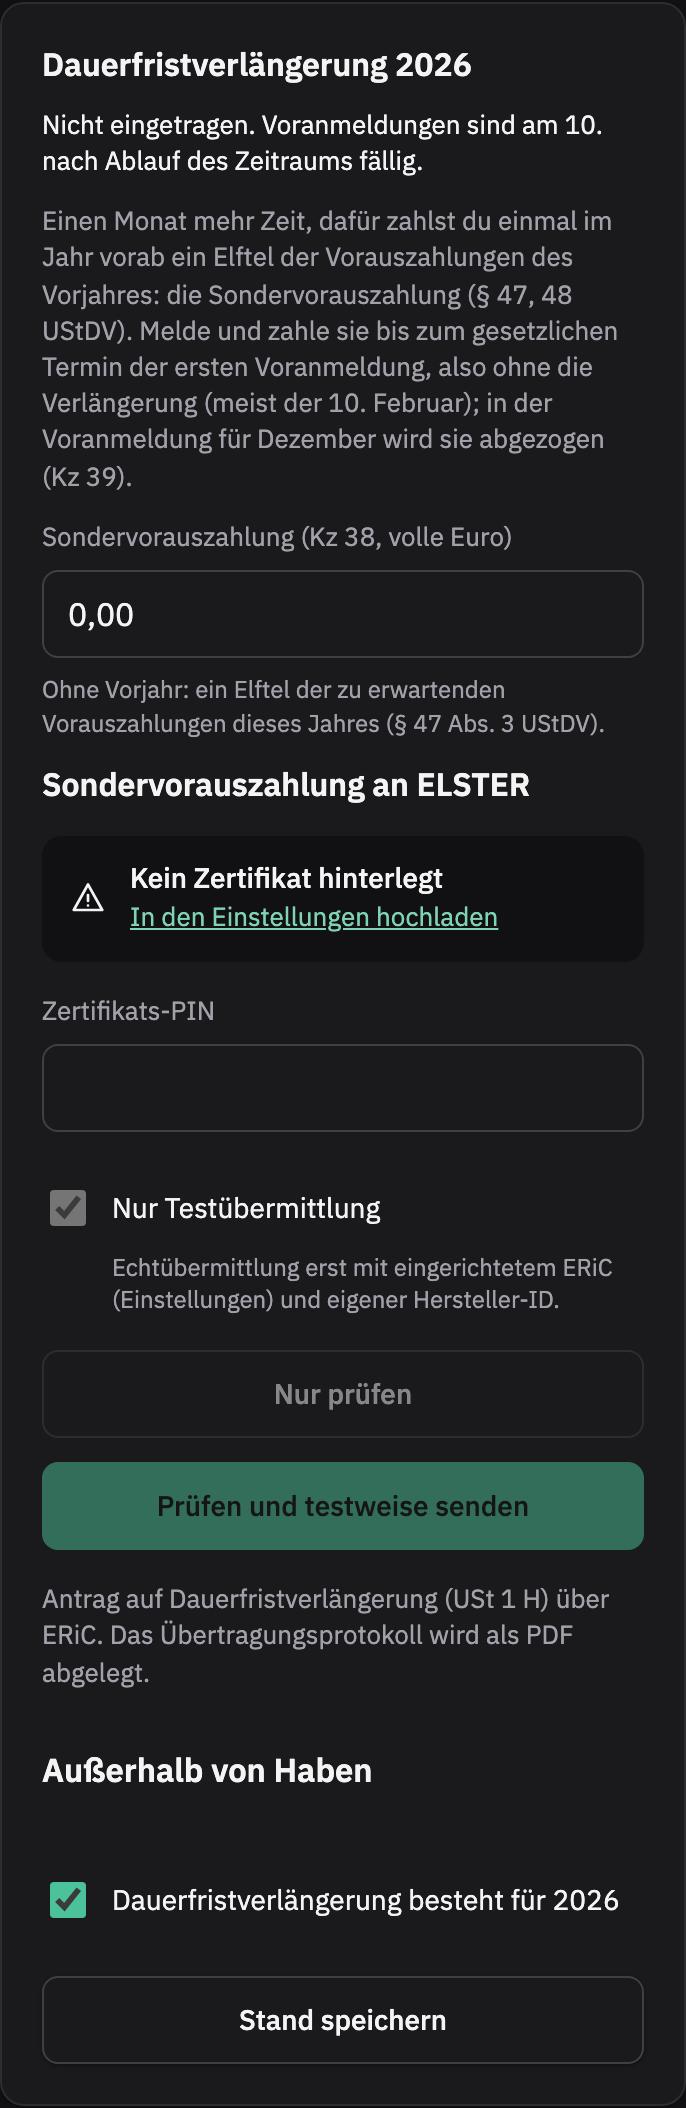 Dauerfristverlängerung 2026
Nicht eingetragen. Voranmeldungen sind am 10.
nach Ablauf des Zeitraums fällig.
Einen Monat mehr Zeit, dafür zahlst du einmal im
Jahr vorab ein Elftel der Vorauszahlungen des
Vorjahres: die Sondervorauszahlung (§ 47, 48
UStDV). Melde und zahle sie bis zum gesetzlichen
Termin der ersten Voranmeldung, also ohne die
Verlängerung (meist der 10. Februar); in der
Voranmeldung für Dezember wird sie abgezogen
(Kz 39).
Sondervorauszahlung (Kz 38, volle Euro)
0,00
Ohne Vorjahr: ein Elftel der zu erwartenden
Vorauszahlungen dieses Jahres (§ 47 Abs. 3 UStDV).
Sondervorauszahlung an ELSTER
Kein Zertifikat hinterlegt
In den Einstellungen hochladen
Zertifikats-PIN
Nur Testübermittlung
Echtübermittlung erst mit eingerichtetem ERiC
(Einstellungen) und eigener Hersteller-ID.
Nur prüfen
Prüfen und testweise senden
Antrag auf Dauerfristverlängerung (USt 1 H) über
ERiC. Das Übertragungsprotokoll wird als PDF
abgelegt.
Außerhalb von Haben
Dauerfristverlängerung besteht für 2026
Stand speichern